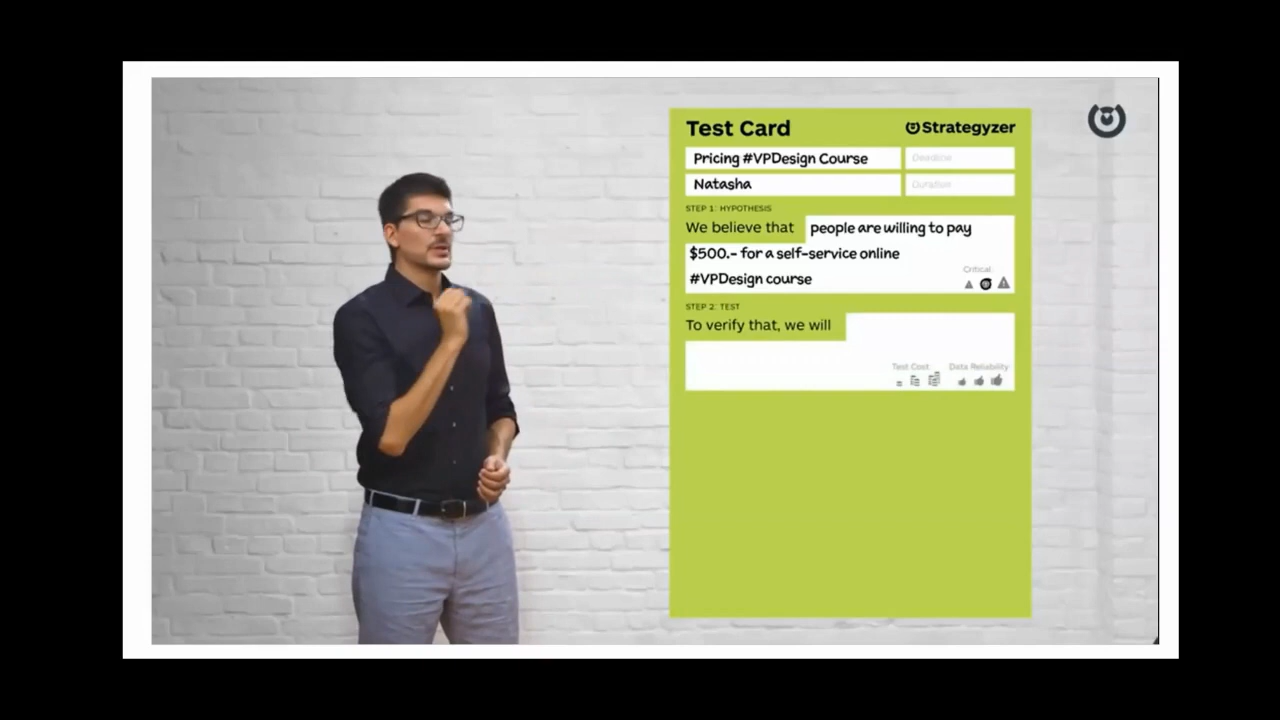 Test Card
Strategyzer
Pricing #VPDesign Course
Deadline
Natasha
Duration
STEP 1: HYPOTHESIS
We believe that people are willing to pay
$500.- for a self-service online
#VPDesign course
Critical:
STEP 2: TEST
To verify that, we will
Test Cost
Data Reliability